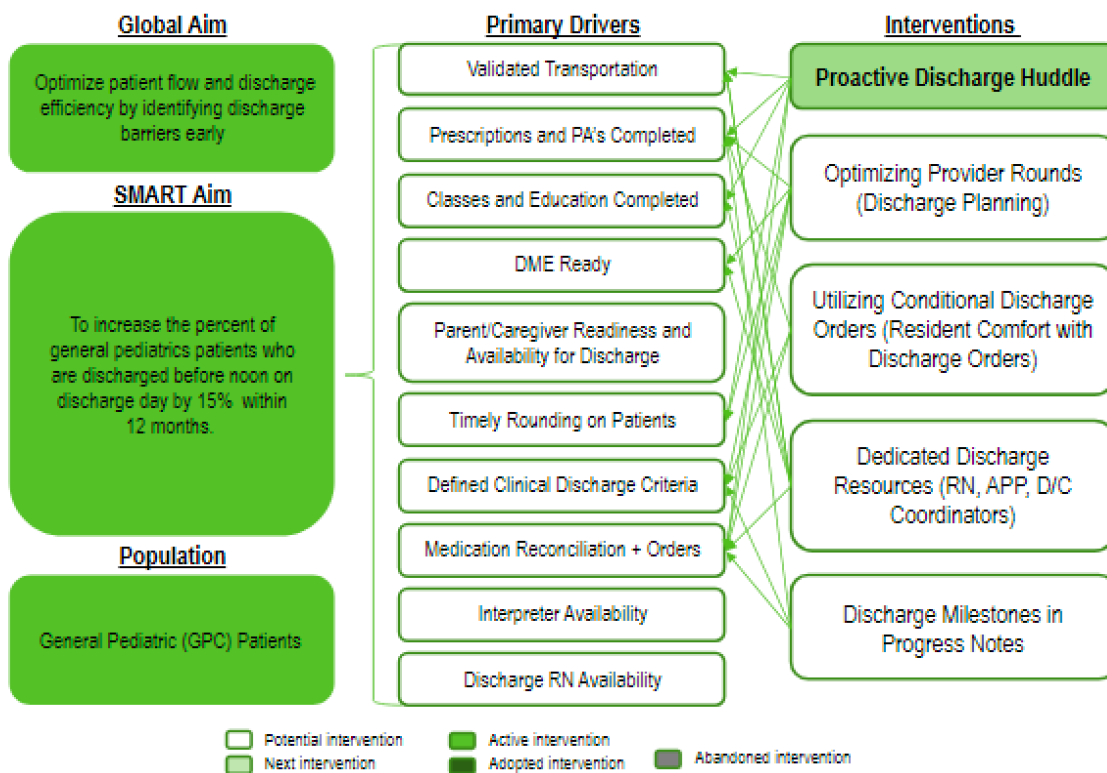 Global Aim
Optimize patient flow and discharge
efficiency by identifying discharge
barriers early
SMART Aim
To increase the percent of
general pediatrics patients who
are discharged before noon on
discharge day by 15% within
12 months.
Population
General Pediatric (GPC) Patients
Primary Drivers
Validated Transportation
Prescriptions and PA's Completed
Classes and Education Completed
DME Ready
Parent/Caregiver Readiness and
Availability for Discharge
Timely Rounding on Patients
Defined Clinical Discharge Criteria
Medication Reconciliation + Orders
Interpreter Availability
Discharge RN Availability
Interventions
Proactive Discharge Huddle
Optimizing Provider Rounds
(Discharge Planning)
Utilizing Conditional Discharge
Orders (Resident Comfort with
Discharge Orders)
Dedicated Discharge
Resources (RN, APP, D/C
Coordinators)
Discharge Milestones in
Progress Notes
Potential intervention
Next intervention
Active intervention
Adopted intervention
Abandoned intervention